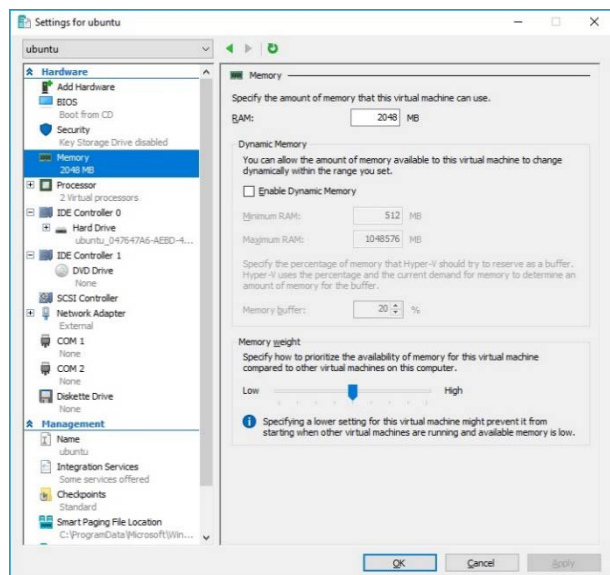 Settings for ubuntu
ubuntu
Hardware
Add Hardware
BIOS
Boot from CD
Security
Key Storage Drive disabled
Memory
2048 MB
Processor
2 Virtual processors
IDE Controller 0
Hard Drive
ubuntu_047647A6-AEBD-4...
IDE Controller 1
DVD Drive
None
SCSI Controller
Network Adapter
External
COM 1
None
COM 2
None
Diskette Drive
None
Management
Name
ubuntu
Integration Services
Some services offered
Checkpoints
Standard
Smart Paging File Location
C:\ProgramData\Microsoft\Win...
Memory
Specify the amount of memory that this virtual machine can use.
RAM: 2048 MB
Dynamic Memory
You can allow the amount of memory available to this virtual machine to change
dynamically within the range you set.
Enable Dynamic Memory
Minimum RAM: 512 MB
Maximum RAM: 1048576 MB
Specify the percentage of memory that Hyper-V should try to reserve as a buffer.
Hyper-V uses the percentage and the current demand for memory to determine an
amount of memory for the buffer.
Memory buffer: 20 %
Memory weight
Specify how to prioritize the availability of memory for this virtual machine
compared to other virtual machines on this computer.
Low High
Specifying a lower setting for this virtual machine might prevent it from
starting when other virtual machines are running and available memory is low.
OK Cancel Apply